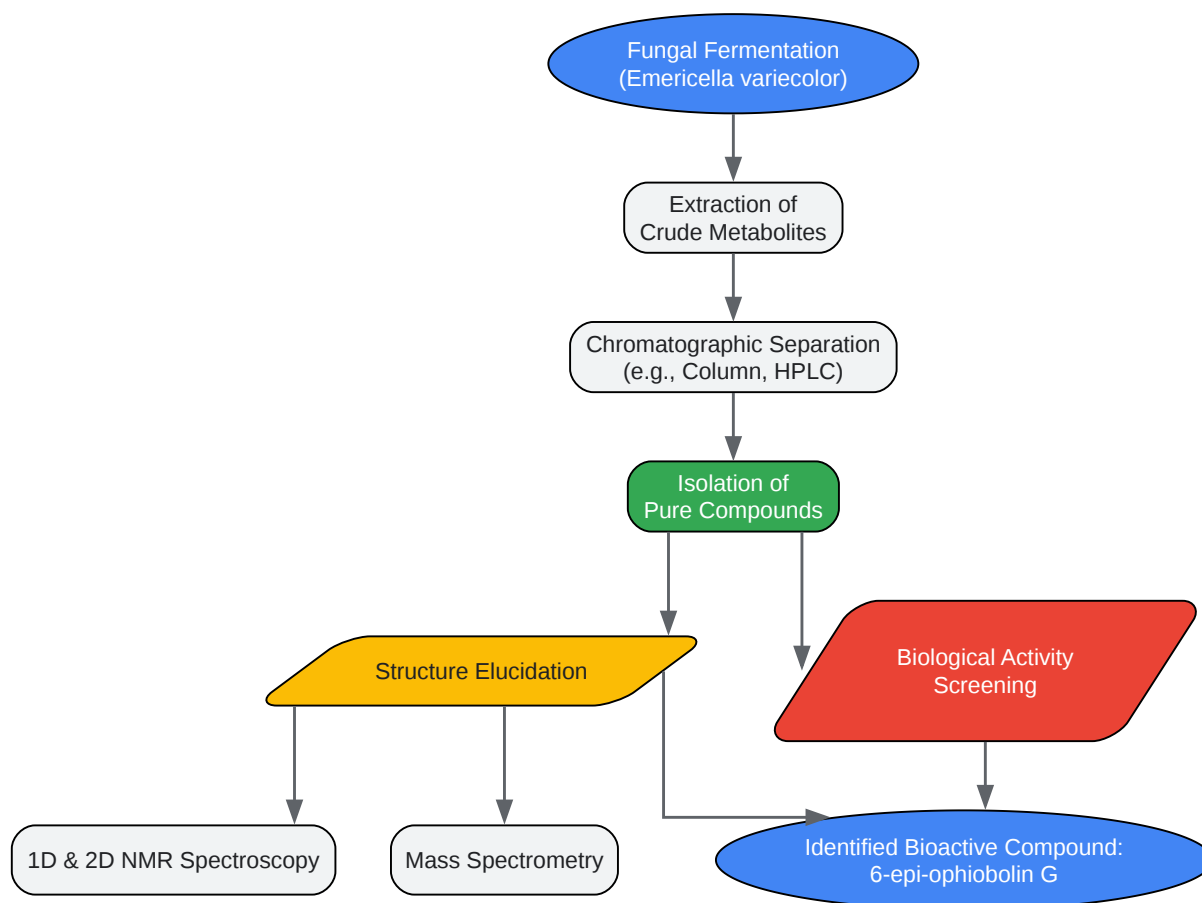 Fungal Fermentation
(Emericella variecolor)
Extraction of
Crude Metabolites
Chromatographic Separation
(e.g., Column, HPLC)
Isolation of
Pure Compounds
Structure Elucidation
Biological Activity
Screening
1D & 2D NMR Spectroscopy
Mass Spectrometry
Identified Bioactive Compound:
6-epi-ophiobolin G